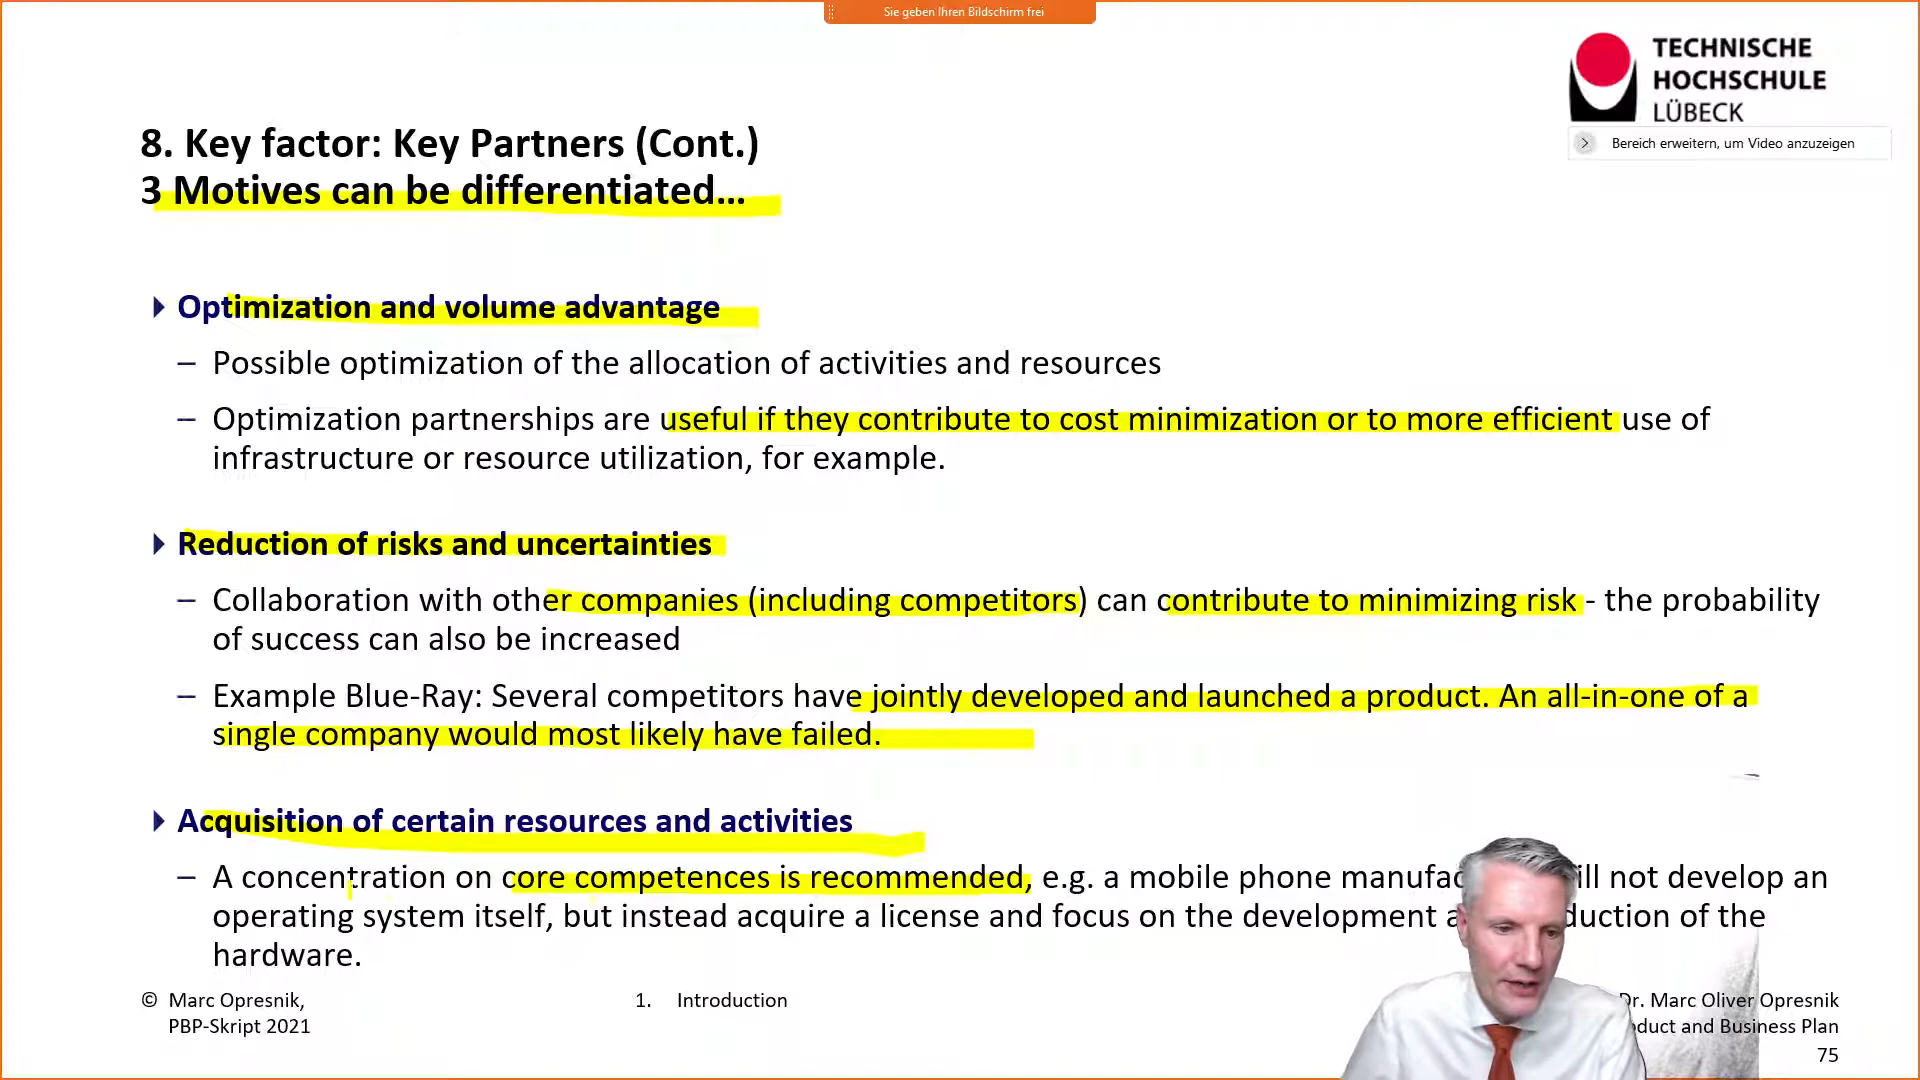 Sie geben Ihren Bildschirm frei
TECHNISCHE
HOCHSCHULE
LÜBECK
Bereich erweitern, um Video anzuzeigen
8. Key factor: Key Partners (Cont.)
3 Motives can be differentiated...
Optimization and volume advantage
– Possible optimization of the allocation of activities and resources
– Optimization partnerships are useful if they contribute to cost minimization or to more efficient use of
infrastructure or resource utilization, for example.
Reduction of risks and uncertainties
– Collaboration with other companies (including competitors) can contribute to minimizing risk - the probability
of success can also be increased
– Example Blue-Ray: Several competitors have jointly developed and launched a product. An all-in-one of a
single company would most likely have failed.
Acquisition of certain resources and activities
– A concentration on core competences is recommended, e.g. a mobile phone not develop an
operating system itself, but instead acquire a license and focus on the development of the
hardware.
© Marc Opresnik,
PBP-Skript 2021
1. Introduction
Dr. Marc Oliver Opresnik
and Business Plan
75